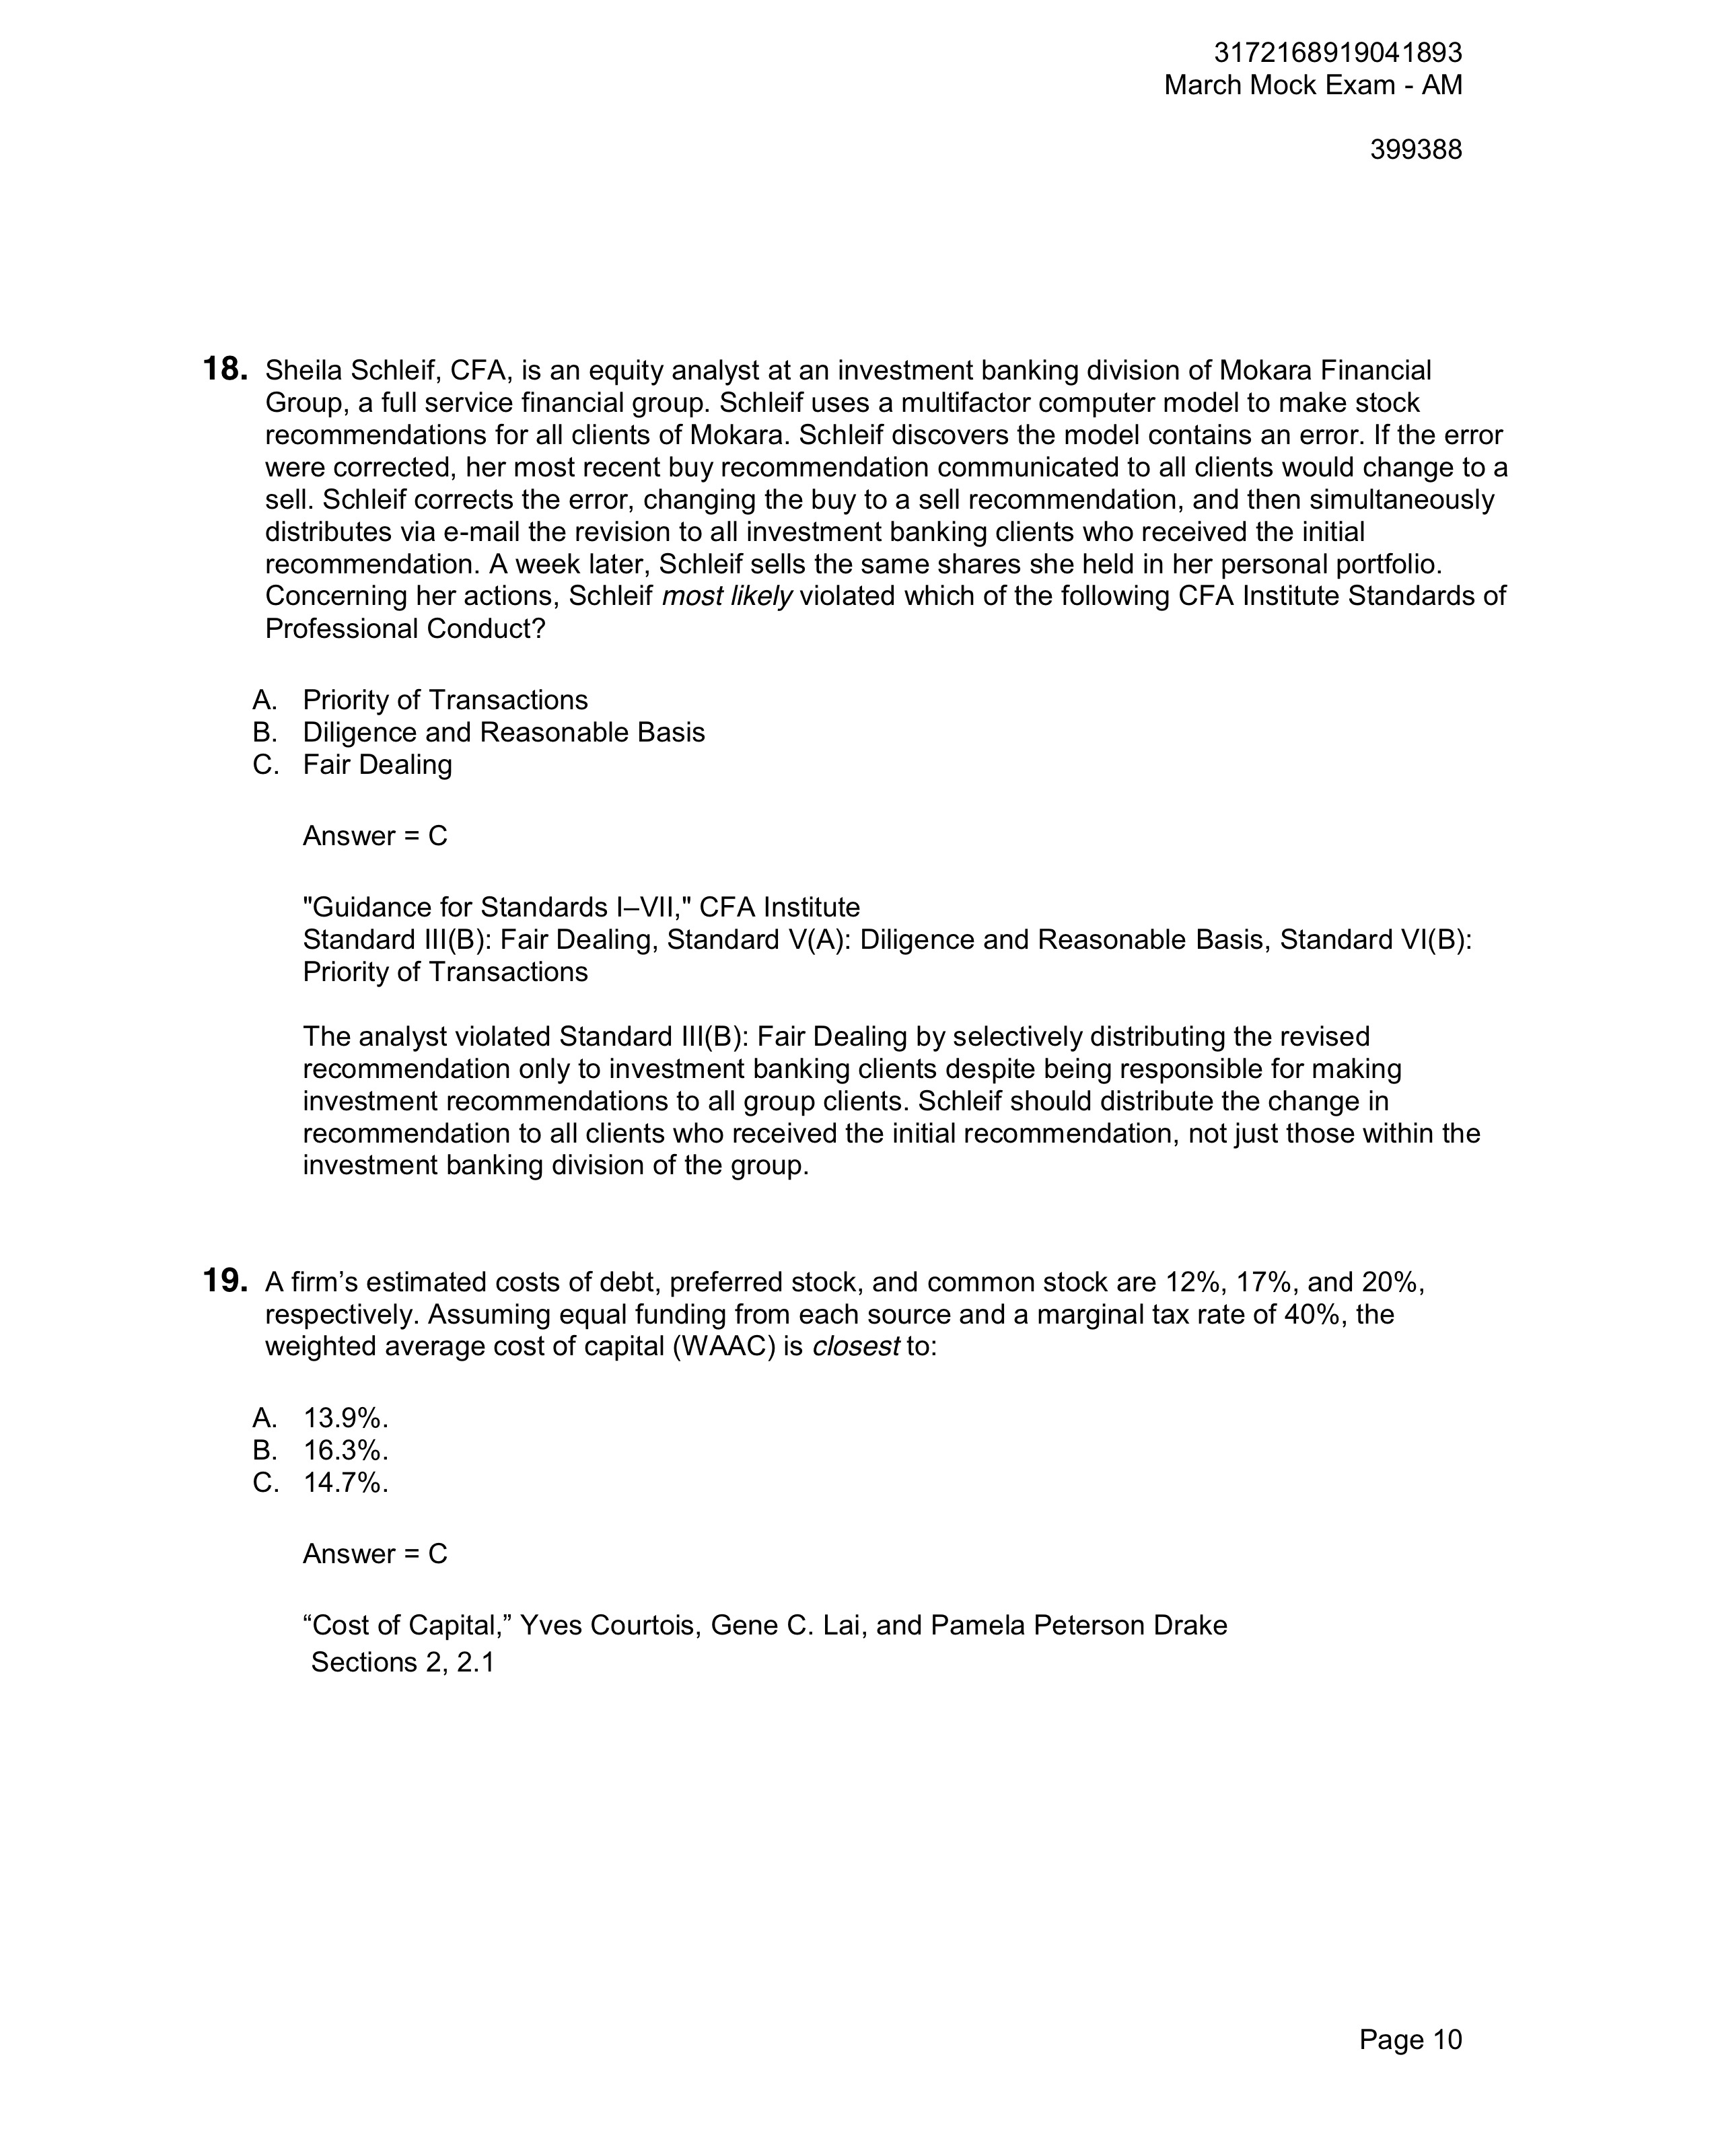 3172168919041893
March Mock Exam - AM
399388
18. Sheila Schleif, CFA, is an equity analyst at an investment banking division of Mokara Financial
Group, a full service financial group. Schleif uses a multifactor computer model to make stock
recommendations for all clients of Mokara. Schleif discovers the model contains an error. If the error
were corrected, her most recent buy recommendation communicated to all clients would change to a
sell. Schleif corrects the error, changing the buy to a sell recommendation, and then simultaneously
distributes via e-mail the revision to all investment banking clients who received the initial
recommendation. A week later, Schleif sells the same shares she held in her personal portfolio.
Concerning her actions, Schleif most likely violated which of the following CFA Institute Standards of
Professional Conduct?
A. Priority of Transactions
B. Diligence and Reasonable Basis
C. Fair Dealing
Answer = C
"Guidance for Standards I–VII," CFA Institute
Standard III(B): Fair Dealing, Standard V(A): Diligence and Reasonable Basis, Standard VI(B):
Priority of Transactions
The analyst violated Standard III(B): Fair Dealing by selectively distributing the revised
recommendation only to investment banking clients despite being responsible for making
investment recommendations to all group clients. Schleif should distribute the change in
recommendation to all clients who received the initial recommendation, not just those within the
investment banking division of the group.
19. A firm’s estimated costs of debt, preferred stock, and common stock are 12%, 17%, and 20%,
respectively. Assuming equal funding from each source and a marginal tax rate of 40%, the
weighted average cost of capital (WAAC) is closest to:
A. 13.9%.
B. 16.3%.
C. 14.7%.
Answer = C
“Cost of Capital,” Yves Courtois, Gene C. Lai, and Pamela Peterson Drake
Sections 2, 2.1
Page 10